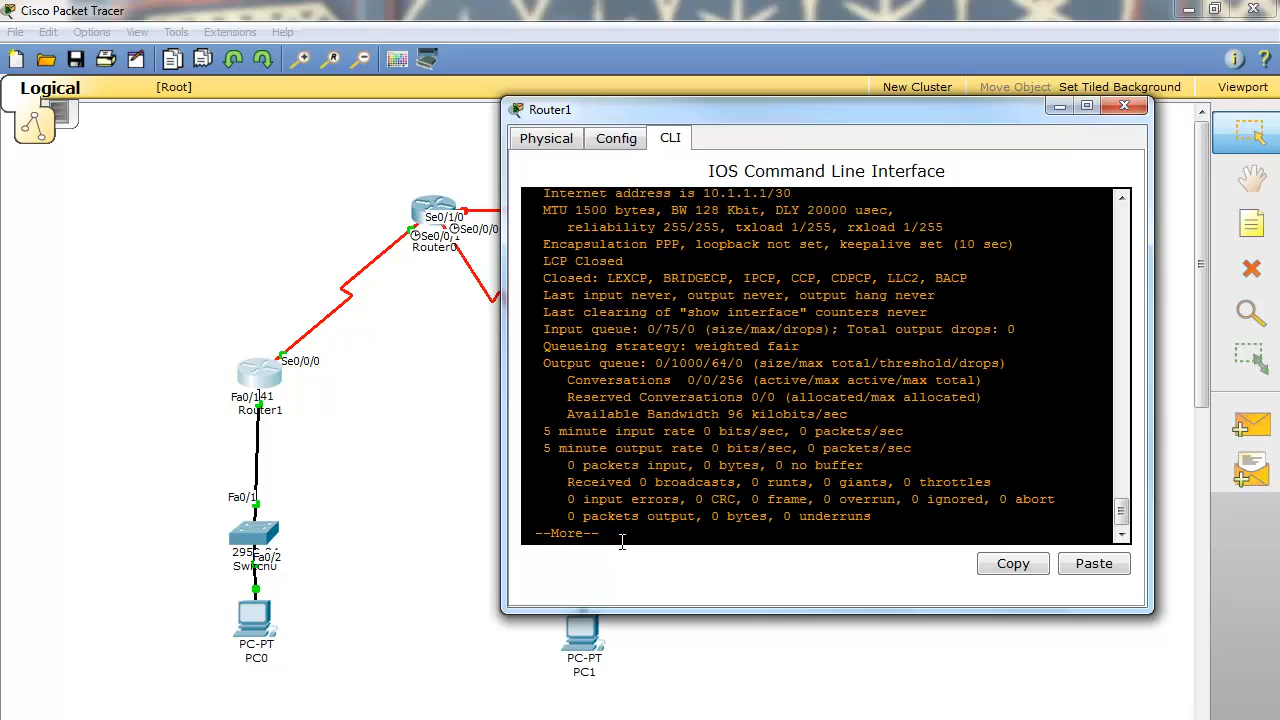 Cisco Packet Tracer
File Edit Options View Tools Extensions Help
Logical [Root] New Cluster Move Object Set Tiled Background Viewport
Router1
Physical Config CLI
IOS Command Line Interface
Internet address is 10.1.1.1/30
MTU 1500 bytes, BW 128 Kbit, DLY 20000 usec,
reliability 255/255, txload 1/255, rxload 1/255
Encapsulation PPP, loopback not set, keepalive set (10 sec)
LCP Closed
Closed: LEXCP, BRIDGECP, IPCP, CCP, CDPCP, LLC2, BACP
Last input never, output never, output hang never
Last clearing of "show interface" counters never
Input queue: 0/75/0 (size/max/drops); Total output drops: 0
Queueing strategy: weighted fair
Output queue: 0/1000/64/0 (size/max total/threshold/drops)
Conversations 0/0/256 (active/max active/max total)
Reserved Conversations 0/0 (allocated/max allocated)
Available Bandwidth 96 kilobits/sec
5 minute input rate 0 bits/sec, 0 packets/sec
5 minute output rate 0 bits/sec, 0 packets/sec
0 packets input, 0 bytes, 0 no buffer
Received 0 broadcasts, 0 runts, 0 giants, 0 throttles
0 input errors, 0 CRC, 0 frame, 0 overrun, 0 ignored, 0 abort
0 packets output, 0 bytes, 0 underruns
--More--
Copy Paste
Se0/1/0
Se0/0/0
Se0/0/
Router0
Se0/0/0
Fa0/
Router1
Fa0/1
Fa0/2
PC-PT
PC0
PC-PT
PC1